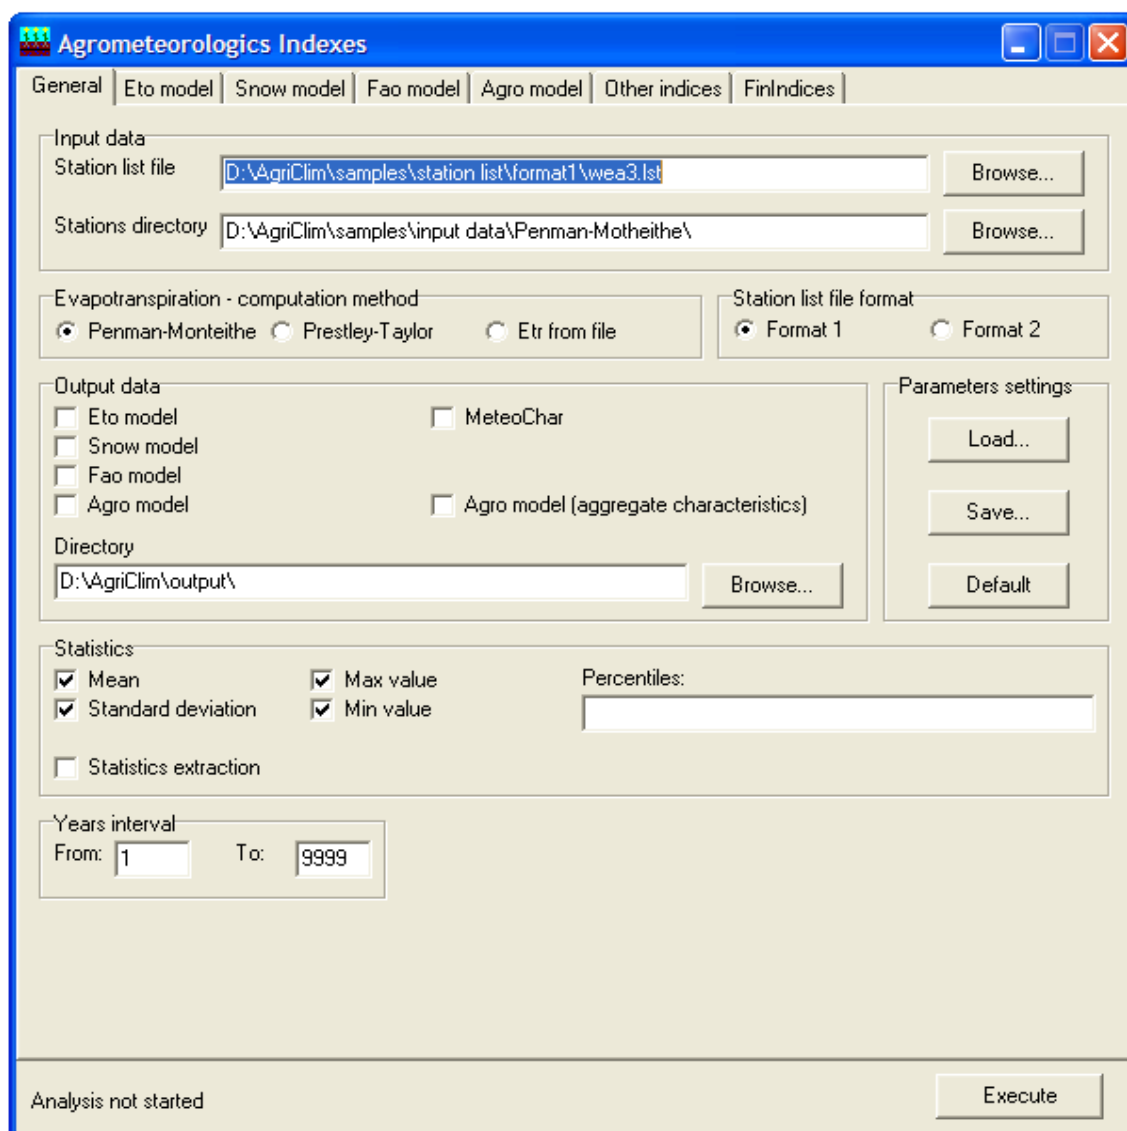 Agrometeorologics Indexes
General Eto model Snow model Fao model Agro model Other indices FinIndices
Input data
Station list file D:\AgriClim\samples\station list\format1\wea3.lst Browse...
Stations directory D:\AgriClim\samples\input data\Penman-Motheithe\ Browse...
Evapotranspiration - computation method Station list file format
Penman-Monteithe Prestley-Taylor Etr from file Format 1 Format 2
Output data Parameters settings
Eto model MeteoChar
Load...
Snow model
Fao model
Agro model Agro model (aggregate characteristics)
Save...
Directory
D:\AgriClim\output\ Browse... Default
Statistics
Mean Max value Percentiles:
Standard deviation Min value
Statistics extraction
Years interval
From: 1 To: 9999
Analysis not started Execute